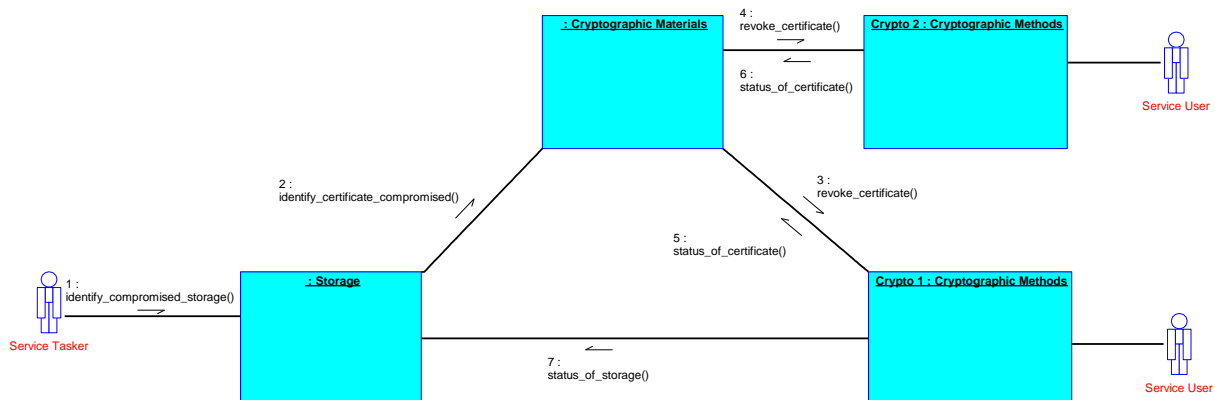 4 :
revoke_certificate()
: Cryptographic Materials
Crypto 2 : Cryptographic Methods
6 :
status_of_certificate()
Service User
2 :
identify_certificate_compromised()
3 :
revoke_certificate()
5 :
status_of_certificate()
1 :
identify_compromised_storage()
: Storage
Crypto 1 : Cryptographic Methods
Service Tasker
7 :
status_of_storage()
Service User